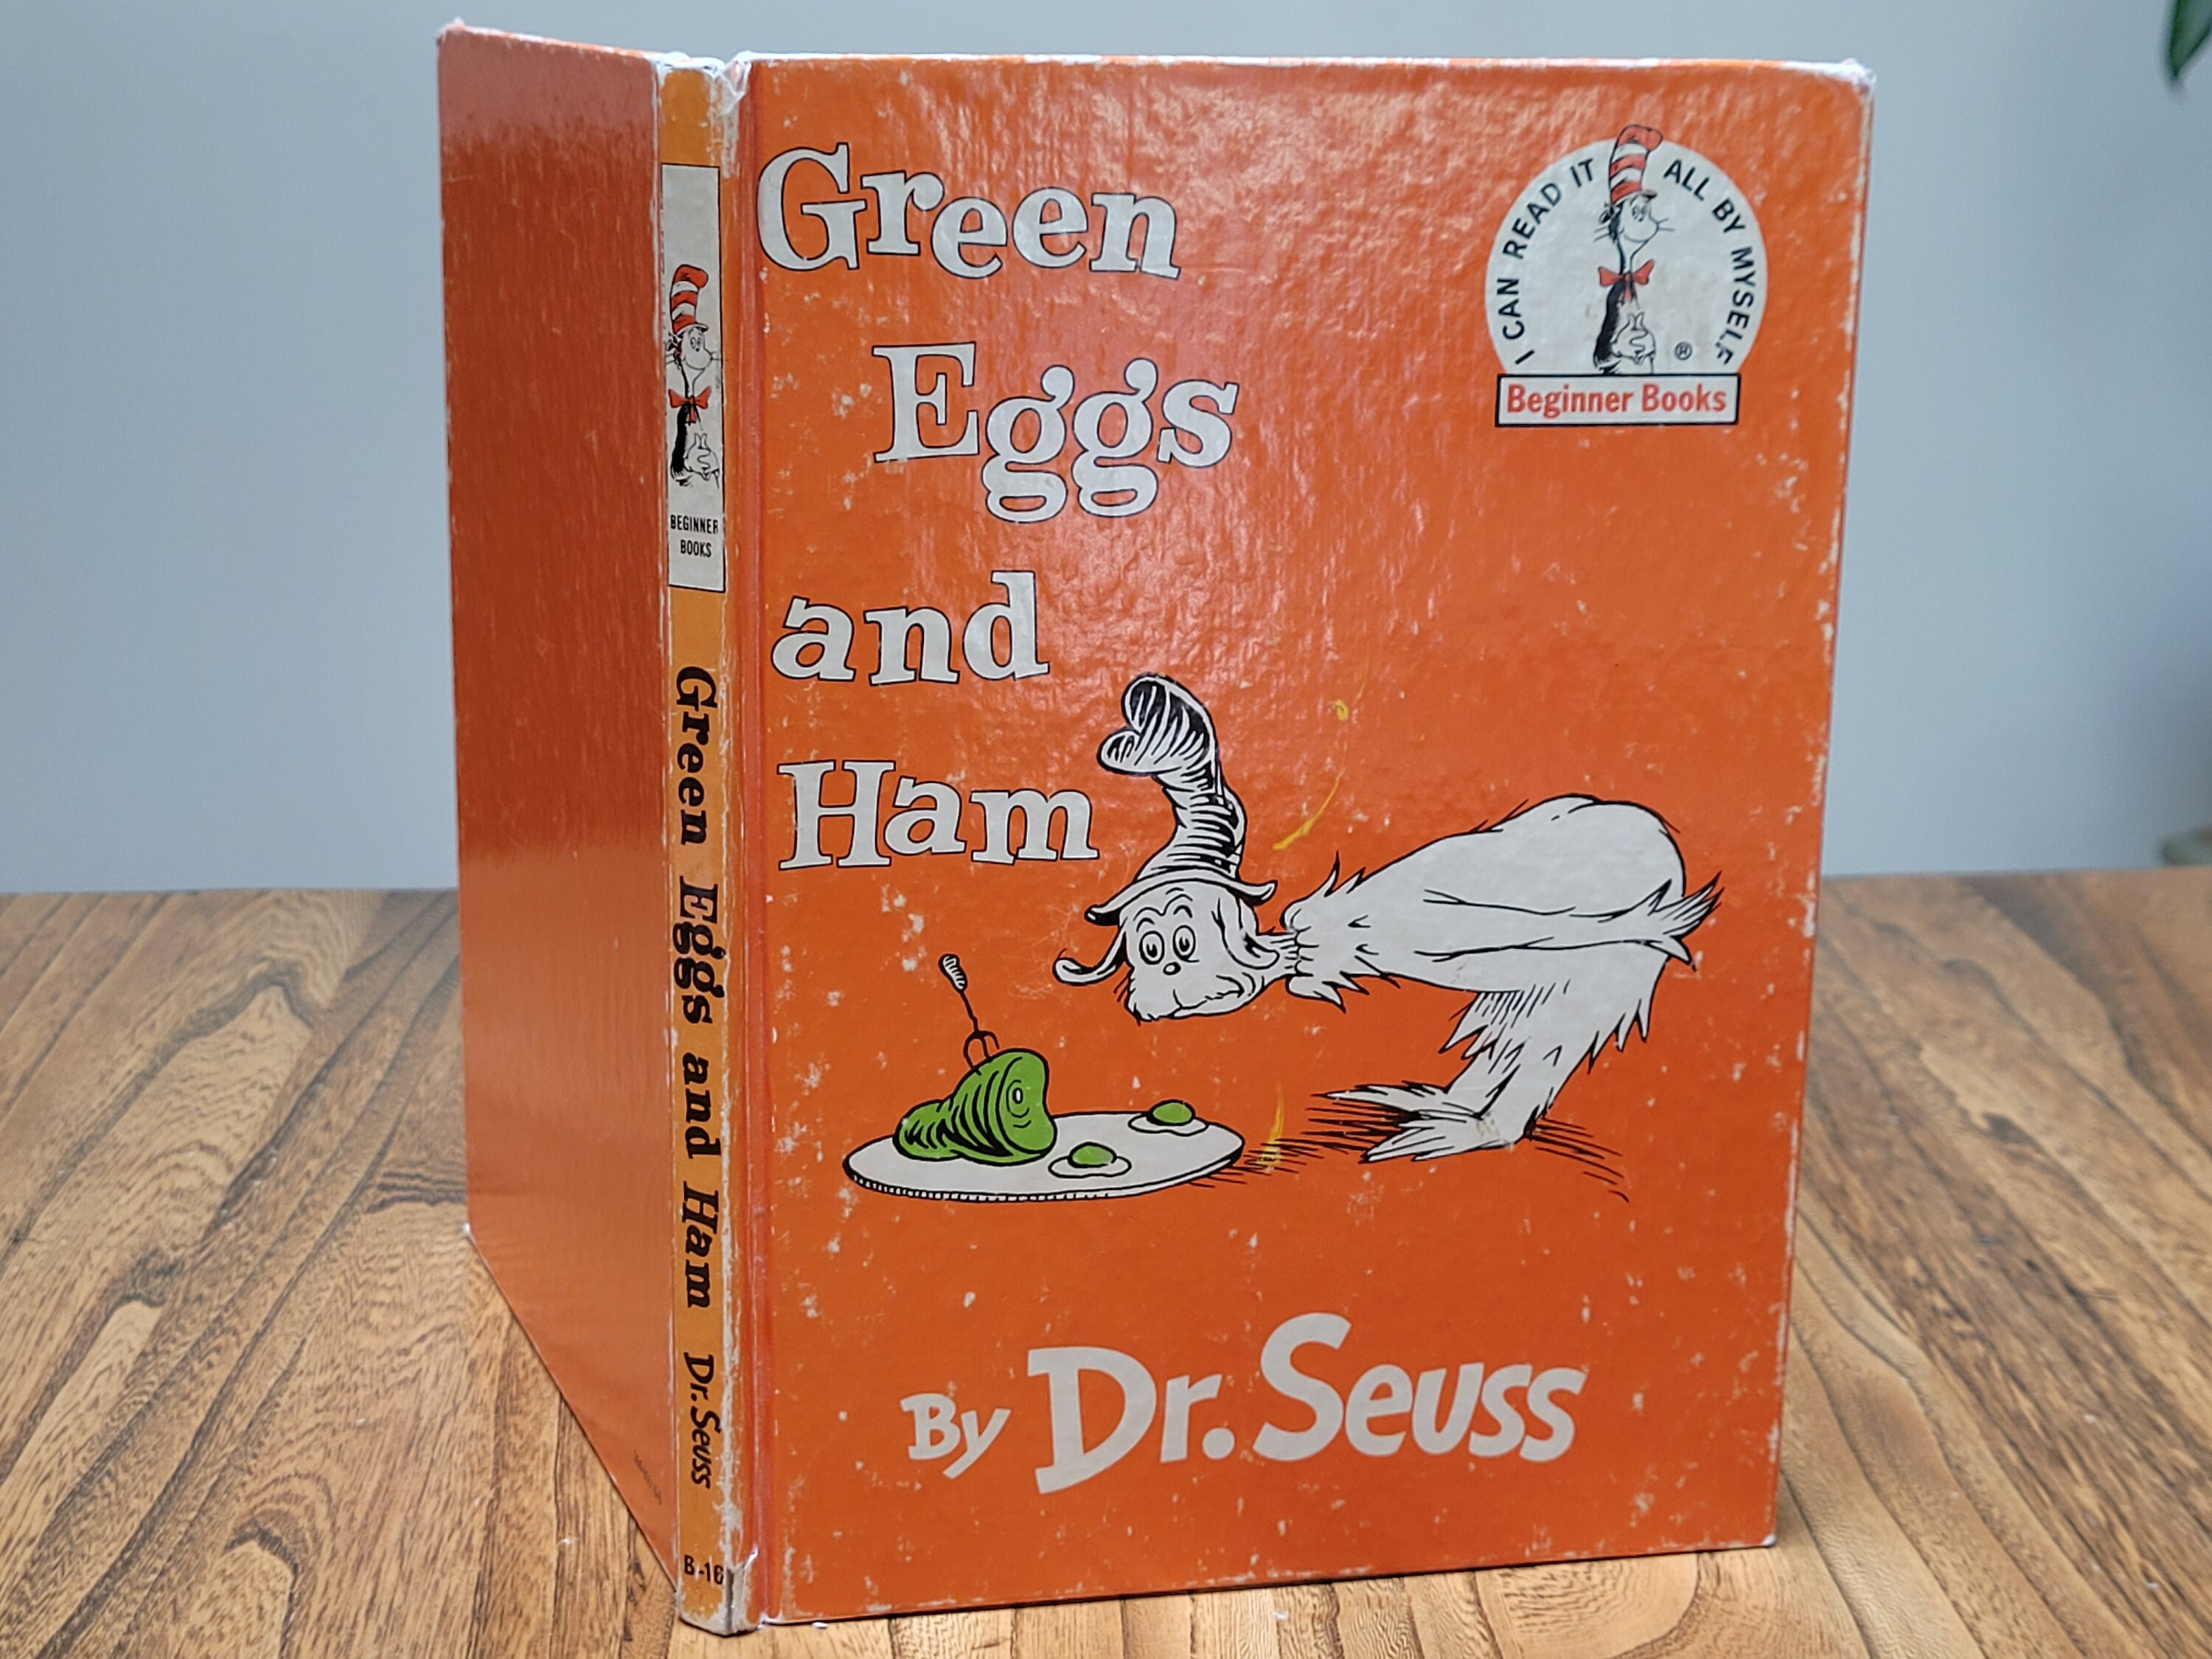 Green
Eggs
and
Ham
I CAN READ IT ALL BY MYSELF
®
Beginner Books
By Dr. Seuss
BEGINNER
BOOKS
Green Eggs and Ham Dr. Seuss
B-16